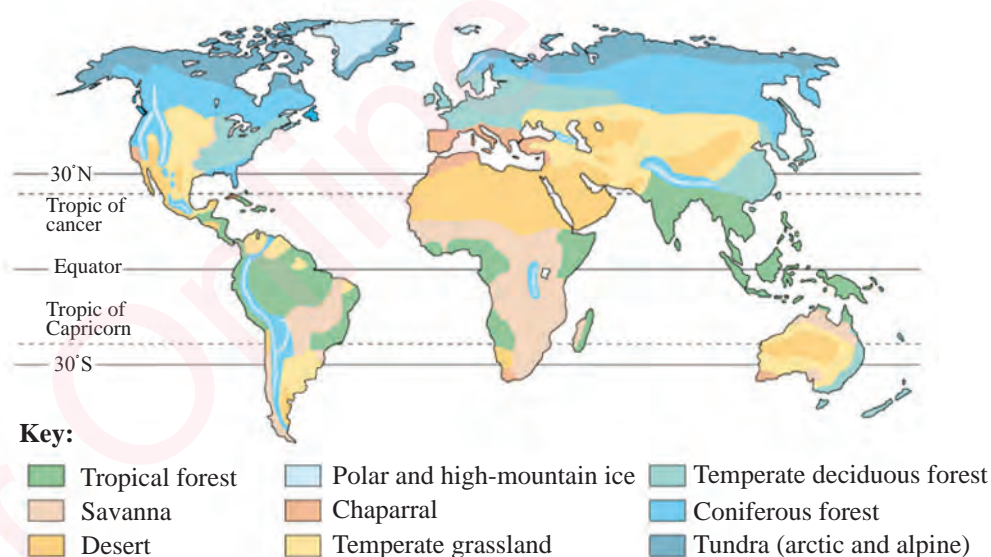 30°N
Tropic of
cancer
Equator
Tropic of
Capricorn
30°S
Key:
Tropical forest
Polar and high-mountain ice
Temperate deciduous forest
Savanna
Chaparral
Coniferous forest
Desert
Temperate grassland
Tundra (arctic and alpine)
Online